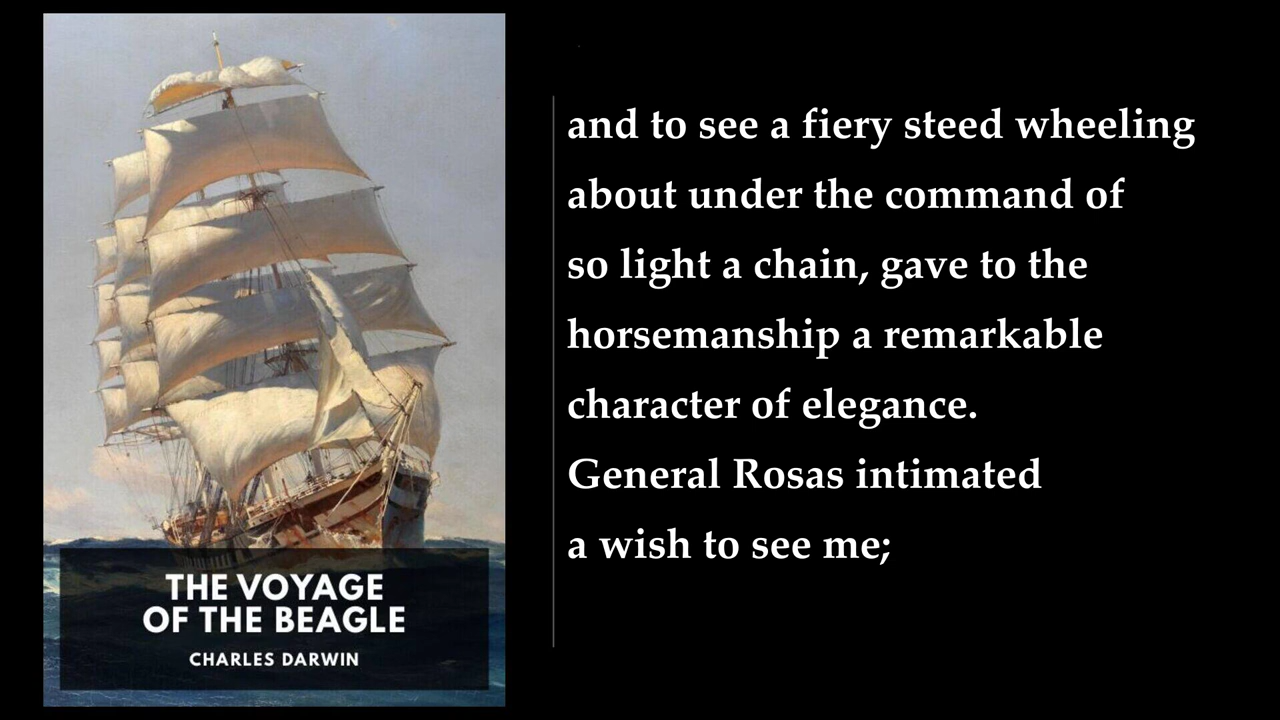 THE VOYAGE
OF THE BEAGLE
CHARLES DARWIN
and to see a fiery steed wheeling
about under the command of
so light a chain, gave to the
horsemanship a remarkable
character of elegance.
General Rosas intimated
a wish to see me;